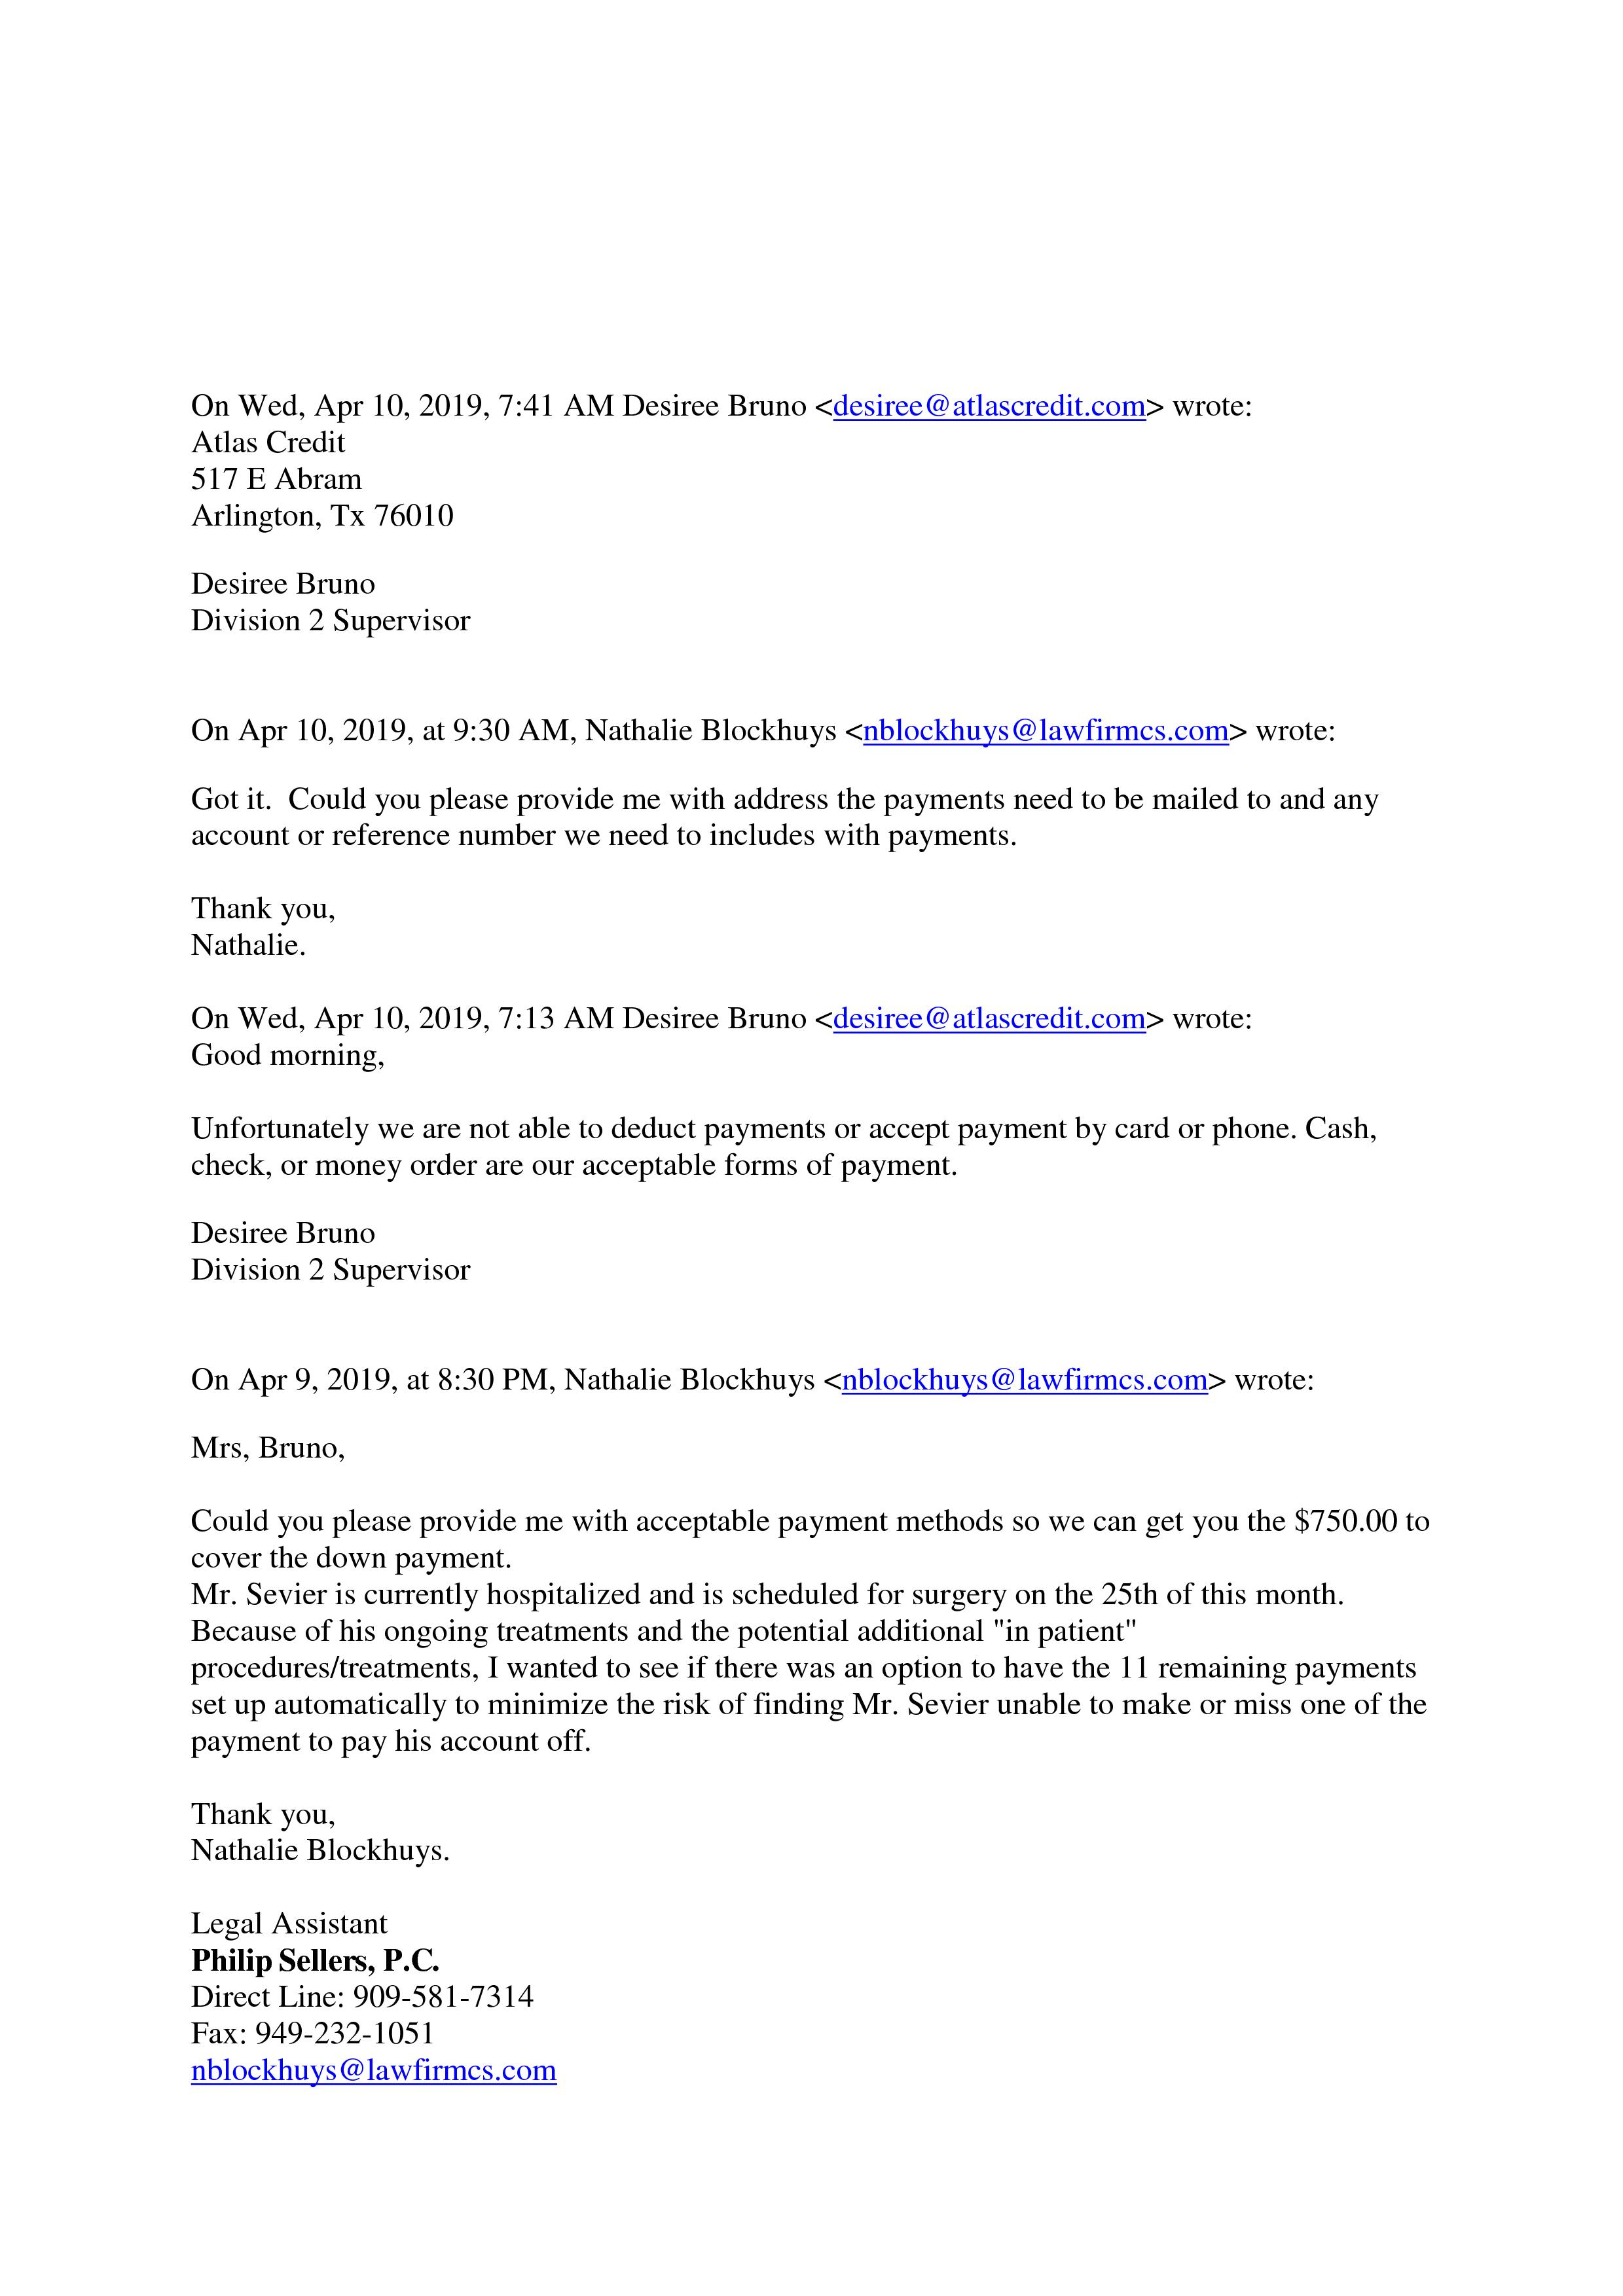 On Wed, Apr 10, 2019, 7:41 AM Desiree Bruno <desiree@atlascredit.com> wrote:
Atlas Credit
517 E Abram
Arlington, Tx 76010
Desiree Bruno
Division 2 Supervisor
On Apr 10, 2019, at 9:30 AM, Nathalie Blockhuys <nblockhuys@lawfirmcs.com> wrote:
Got it.  Could you please provide me with address the payments need to be mailed to and any
account or reference number we need to includes with payments.
Thank you,
Nathalie.
On Wed, Apr 10, 2019, 7:13 AM Desiree Bruno <desiree@atlascredit.com> wrote:
Good morning,
Unfortunately we are not able to deduct payments or accept payment by card or phone. Cash,
check, or money order are our acceptable forms of payment.
Desiree Bruno
Division 2 Supervisor
On Apr 9, 2019, at 8:30 PM, Nathalie Blockhuys <nblockhuys@lawfirmcs.com> wrote:
Mrs, Bruno,
Could you please provide me with acceptable payment methods so we can get you the $750.00 to
cover the down payment.
Mr. Sevier is currently hospitalized and is scheduled for surgery on the 25th of this month.
Because of his ongoing treatments and the potential additional "in patient"
procedures/treatments, I wanted to see if there was an option to have the 11 remaining payments
set up automatically to minimize the risk of finding Mr. Sevier unable to make or miss one of the
payment to pay his account off.
Thank you,
Nathalie Blockhuys.
Legal Assistant
Philip Sellers, P.C.
Direct Line: 909-581-7314
Fax: 949-232-1051
nblockhuys@lawfirmcs.com